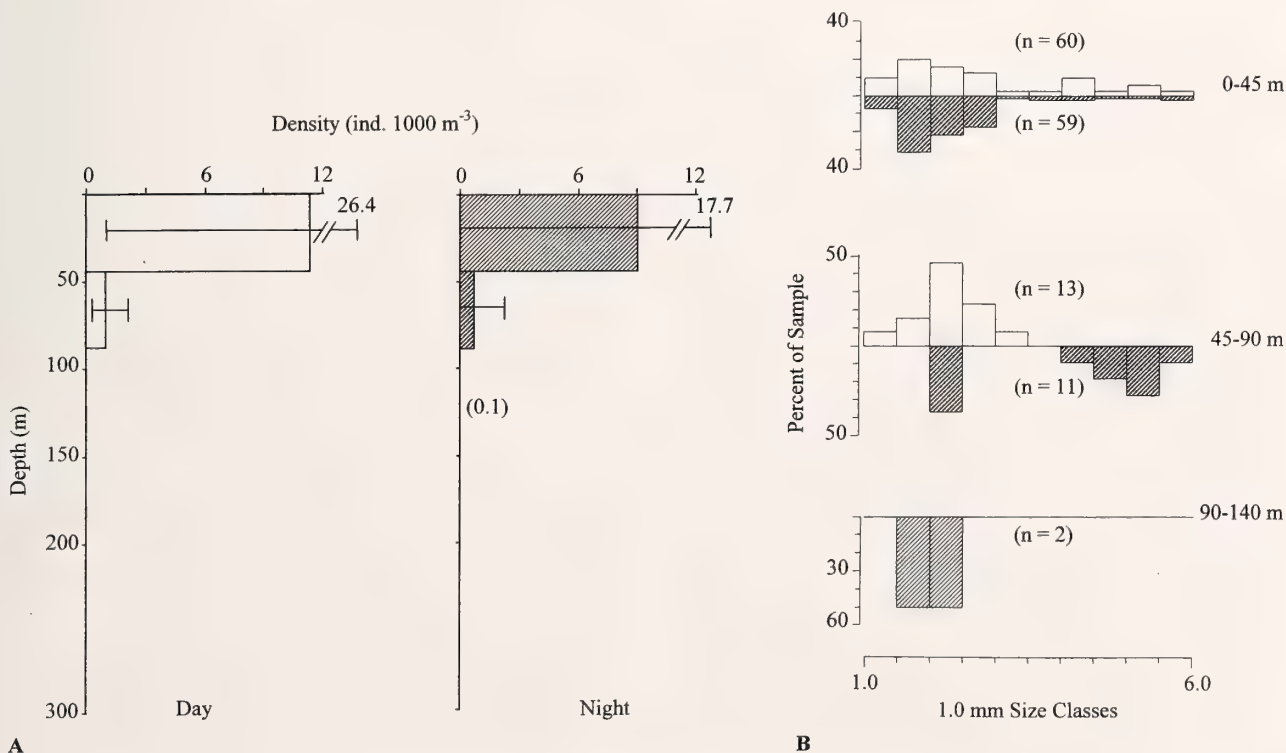 Density (ind. 1000 m⁻³)
0 6 12
26.4
50
100
150
200
300
Depth (m)
Day
0 6 12
17.7
(0.1)
Night
A
40
(n = 60)
0-45 m
(n = 59)
40
50
(n = 13)
45-90 m
(n = 11)
50
Percent of Sample
90-140 m
(n = 2)
30
60
1.0 6.0
1.0 mm Size Classes
B